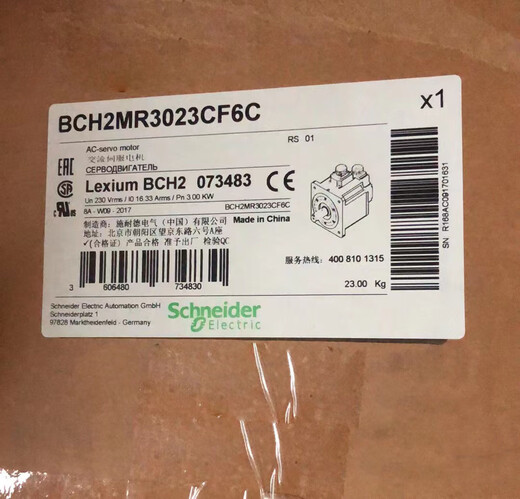 BCH2MR3023CF6C
x1
RS 01
AC-servo motor
交流伺服电机
СЕРВОДВИГАТЕЛЬ
Lexium BCH2 073483
Un 230 Vrms / I0 16.33 Arms / Pn 3.00 KW
BCH2MR3023CF6C
8A - W09 - 2017
Made in China
制造商：施耐德电气（中国）有限公司
地址：北京市朝阳区望京东路六号A座
✓(合格证）产品合格 准予出厂 检验QC
服务热线：400 810 1315
3 606480 734830
23.00 Kg
Schneider Electric Automation GmbH
Schneiderplatz 1
97828 Marktheidenfeld - Germany
Schneider
Electric
SN: R168AC091701631